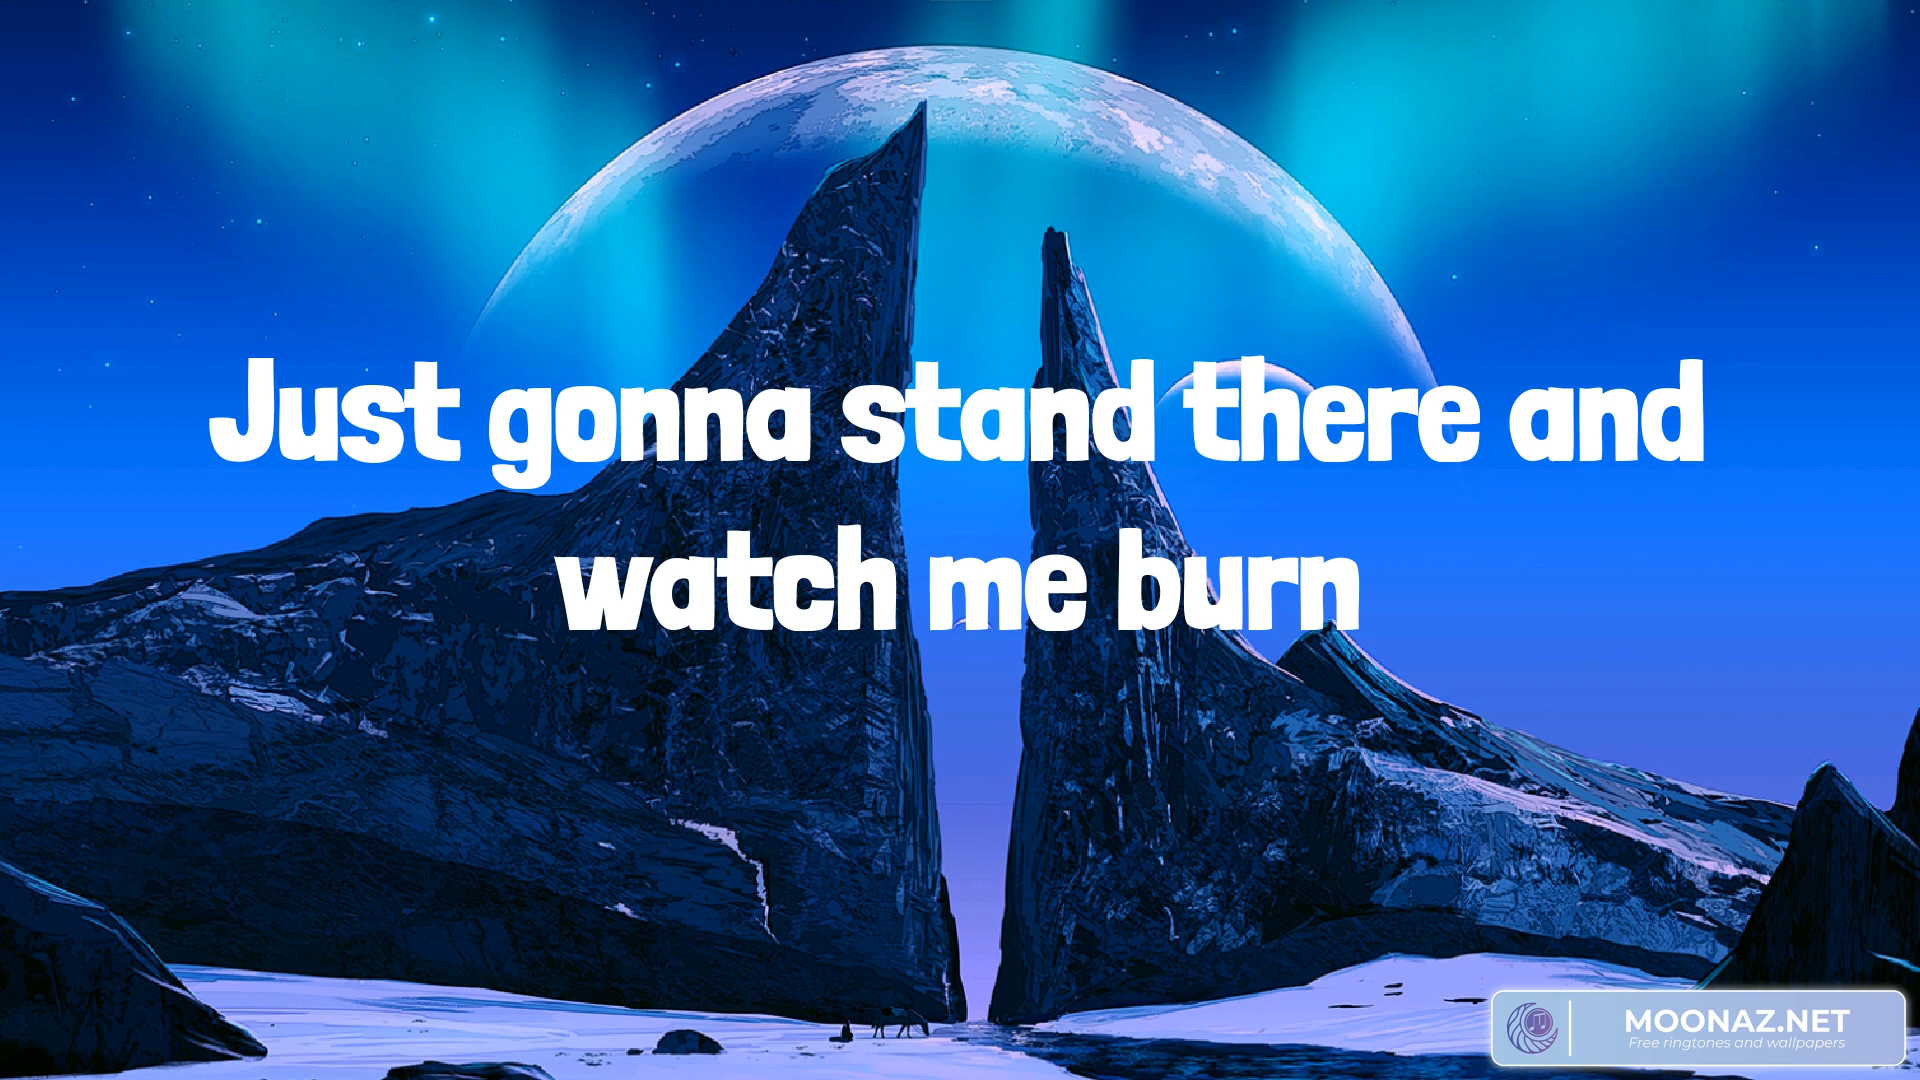 Just gonna stand there and
watch me burn
MOONAZ.NET
Free ringtones and wallpapers